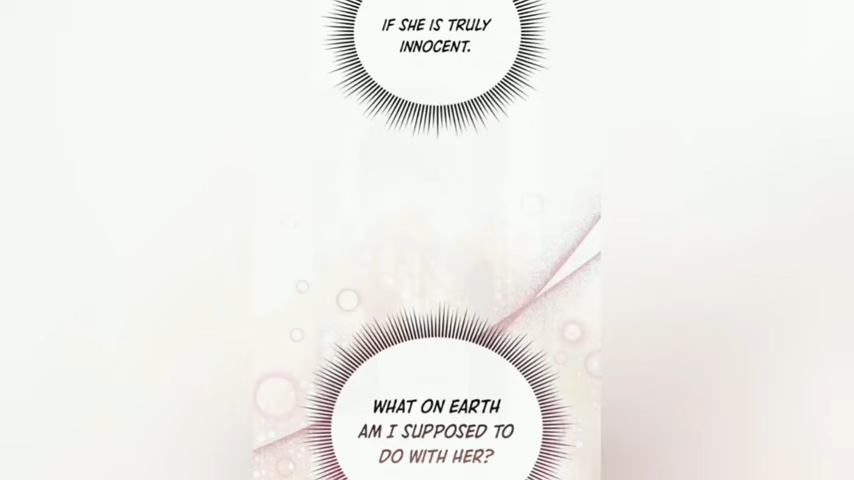 IF SHE IS TRULY
INNOCENT.
WHAT ON EARTH
AM I SUPPOSED TO
DO WITH HER?